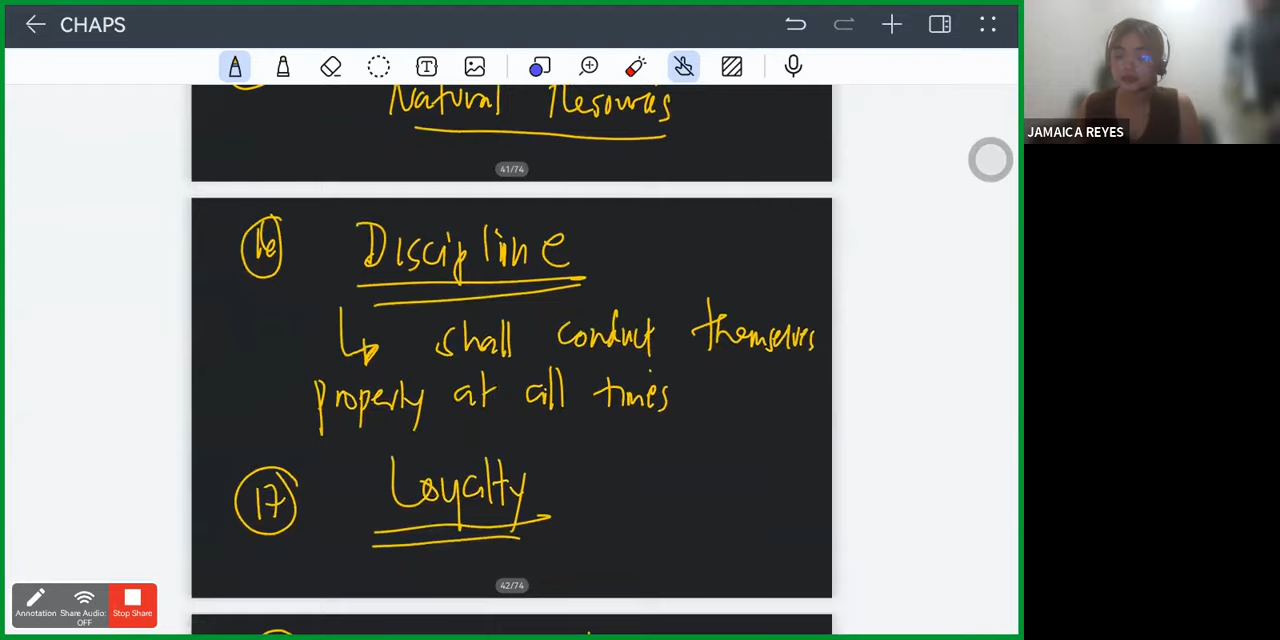 CHAPS
JAMAICA REYES
Natural Resources
41/74
16 Discipline
↳ shall conduct themselves
property at all times
17 Loyalty
42/74
Annotation
Share Audio: OFF
Stop Share